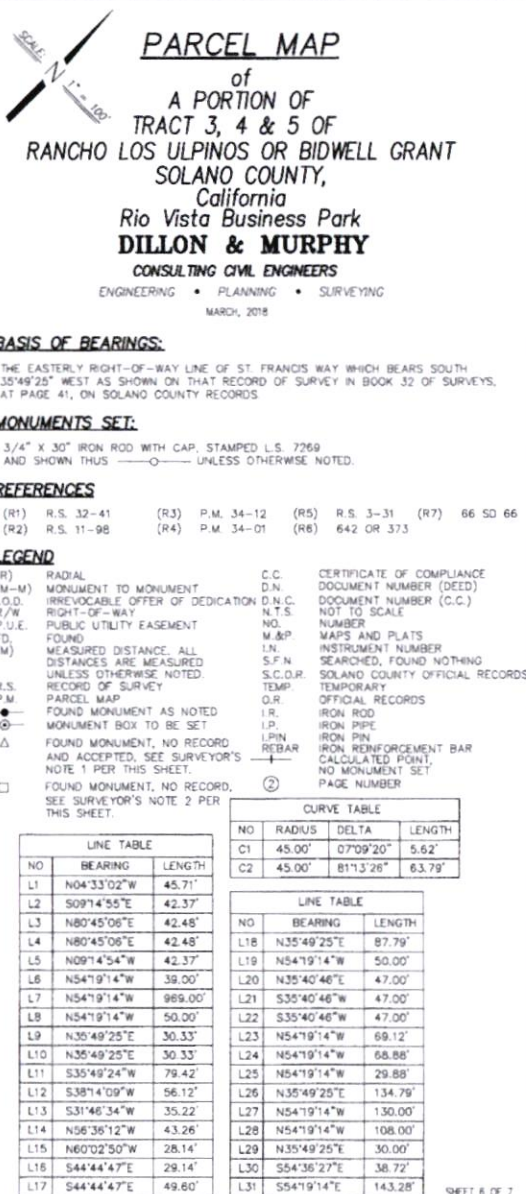 SCALE: 1" = 100'
N
PARCEL MAP
of
A PORTION OF
TRACT 3, 4 & 5 OF
RANCHO LOS ULPINOS OR BIDWELL GRANT
SOLANO COUNTY,
California
Rio Vista Business Park
DILLON & MURPHY
CONSULTING CIVIL ENGINEERS
ENGINEERING • PLANNING • SURVEYING
MARCH, 2018
BASIS OF BEARINGS:
THE EASTERLY RIGHT-OF-WAY LINE OF ST. FRANCIS WAY WHICH BEARS SOUTH
35°49'25" WEST AS SHOWN ON THAT RECORD OF SURVEY IN BOOK 32 OF SURVEYS,
AT PAGE 41, ON SOLANO COUNTY RECORDS
MONUMENTS SET:
3/4" X 30" IRON ROD WITH CAP, STAMPED L.S. 7269
AND SHOWN THUS ———O——— UNLESS OTHERWISE NOTED.
REFERENCES
(R1) R.S. 32-41 (R3) P.M. 34-12 (R5) R.S. 3-31 (R7) 66 SD 66
(R2) R.S. 11-98 (R4) P.M. 34-01 (R6) 642 OR 373
LEGEND
R) RADIAL
M-M) MONUMENT TO MONUMENT
.O.D. IRREVOCABLE OFFER OF DEDICATION
R/W RIGHT-OF-WAY
P.U.E. PUBLIC UTILITY EASEMENT
D. FOUND
M) MEASURED DISTANCE. ALL
DISTANCES ARE MEASURED
UNLESS OTHERWISE NOTED.
R.S. RECORD OF SURVEY
P.M. PARCEL MAP
FOUND MONUMENT AS NOTED
MONUMENT BOX TO BE SET
FOUND MONUMENT, NO RECORD
AND ACCEPTED, SEE SURVEYOR'S
NOTE 1 PER THIS SHEET.
FOUND MONUMENT, NO RECORD,
SEE SURVEYOR'S NOTE 2 PER
THIS SHEET.
C.C. CERTIFICATE OF COMPLIANCE
D.N. DOCUMENT NUMBER (DEED)
D.N.C. DOCUMENT NUMBER (C.C.)
N.T.S. NOT TO SCALE
NO. NUMBER
M.&P. MAPS AND PLATS
I.N. INSTRUMENT NUMBER
S.F.N SEARCHED, FOUND NOTHING
S.C.O.R. SOLANO COUNTY OFFICIAL RECORDS
TEMP. TEMPORARY
O.R. OFFICIAL RECORDS
I.R. IRON ROD
I.P. IRON PIPE
I.PIN IRON PIN
REBAR IRON REINFORCEMENT BAR
CALCULATED POINT,
NO MONUMENT SET
② PAGE NUMBER
CURVE TABLE
NO RADIUS DELTA LENGTH
C1 45.00' 07°09'20" 5.62'
C2 45.00' 81°13'26" 63.79'
LINE TABLE
NO BEARING LENGTH
L1 N04°33'02"W 45.71'
L2 S09°14'55"E 42.37'
L3 N80°45'06"E 42.48'
L4 N80°45'06"E 42.48'
L5 N09°14'54"W 42.37'
L6 N54°19'14"W 39.00'
L7 N54°19'14"W 969.00'
L8 N54°19'14"W 50.00'
L9 N35°49'25"E 30.33'
L10 N35°49'25"E 30.33'
L11 S35°49'24"W 79.42'
L12 S38°14'09"W 56.12'
L13 S31°46'34"W 35.22'
L14 N56°36'12"W 43.26'
L15 N60°02'50"W 28.14'
L16 S44°44'47"E 29.14'
L17 S44°44'47"E 49.60'
LINE TABLE
NO BEARING LENGTH
L18 N35°49'25"E 87.79'
L19 N54°19'14"W 50.00'
L20 N35°40'46"E 47.00'
L21 S35°40'46"W 47.00'
L22 S35°40'46"W 47.00'
L23 N54°19'14"W 69.12'
L24 N54°19'14"W 68.88'
L25 N54°19'14"W 29.88'
L26 N35°49'25"E 134.79'
L27 N54°19'14"W 130.00'
L28 N54°19'14"W 108.00'
L29 N35°49'25"E 30.00'
L30 S54°36'27"E 38.72'
L31 S54°19'14"E 143.28'
SHEET 6 OF 7